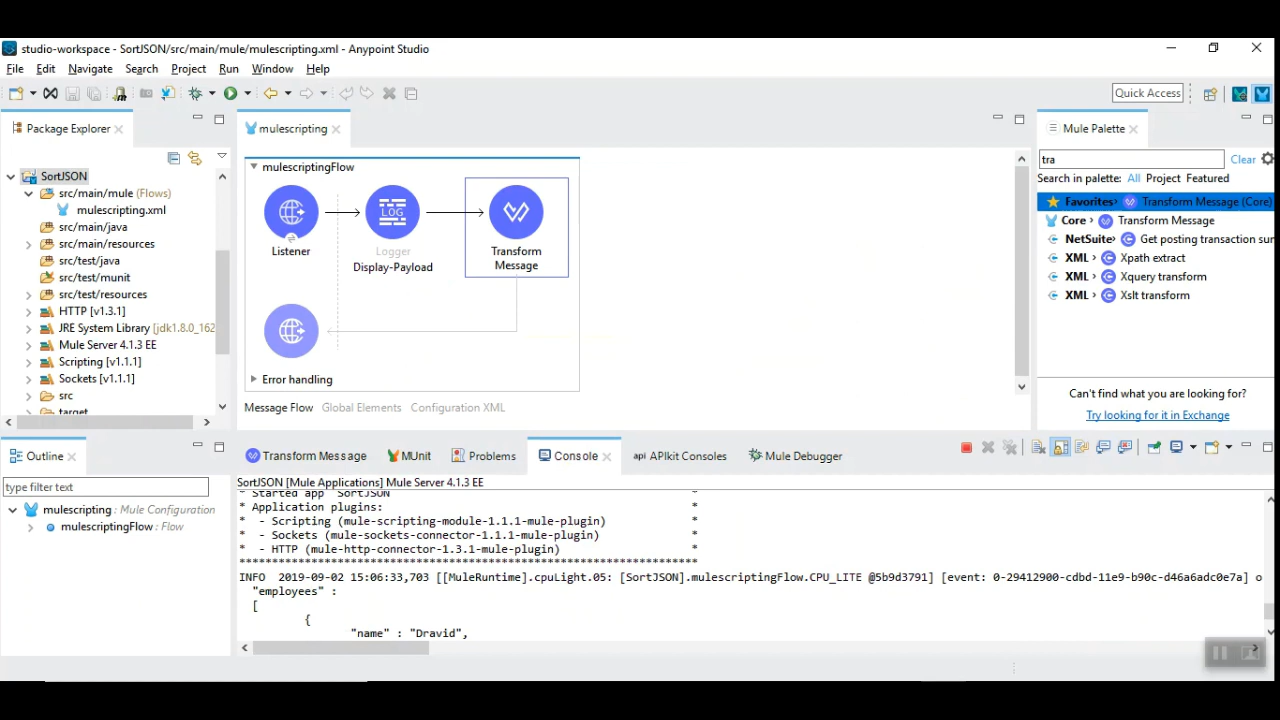 studio-workspace - SortJSON/src/main/mule/mulescripting.xml - Anypoint Studio
File Edit Navigate Search Project Run Window Help
Quick Access
Package Explorer
SortJSON
src/main/mule (Flows)
mulescripting.xml
src/main/java
src/main/resources
src/test/java
src/test/munit
src/test/resources
HTTP [v1.3.1]
JRE System Library [jdk1.8.0_162
Mule Server 4.1.3 EE
Scripting [v1.1.1]
Sockets [v1.1.1]
src
target
mulescripting
mulescriptingFlow
Listener
LOG
Logger
Display-Payload
Transform
Message
Error handling
Message Flow Global Elements Configuration XML
Mule Palette
tra
Clear
Search in palette: All Project Featured
Favorites> Transform Message (Core)
Core> Transform Message
NetSuite> Get posting transaction sum
XML> Xpath extract
XML> Xquery transform
XML> Xslt transform
Can't find what you are looking for?
Try looking for it in Exchange
Outline
type filter text
mulescripting : Mule Configuration
mulescriptingFlow : Flow
Transform Message MUnit Problems Console api APIkit Consoles Mule Debugger
SortJSON [Mule Applications] Mule Server 4.1.3 EE
* Started app 'SortJSON' *
* Application plugins: *
* - Scripting (mule-scripting-module-1.1.1-mule-plugin) *
* - Sockets (mule-sockets-connector-1.1.1-mule-plugin) *
* - HTTP (mule-http-connector-1.3.1-mule-plugin) *
**********************************************************************
INFO 2019-09-02 15:06:33,703 [[MuleRuntime].cpuLight.05: [SortJSON].mulescriptingFlow.CPU_LITE @5b9d3791] [event: 0-29412900-cdbd-11e9-b90c-d46a6adc0e7a] o
"employees" :
[
{
"name" : "Dravid",